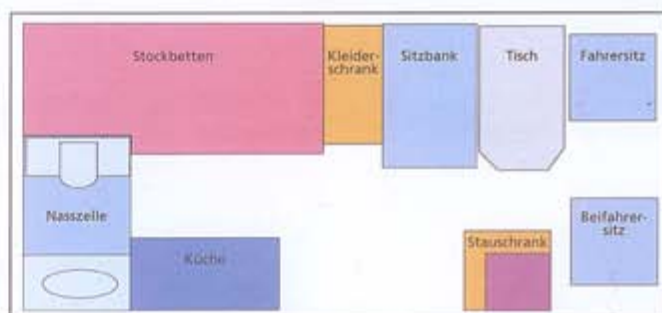 Stockbetten
Kleider-
schrank
Sitzbank
Tisch
Fahrersitz
Nasszelle
Küche
Stauschrank
Beifahrer-
sitz